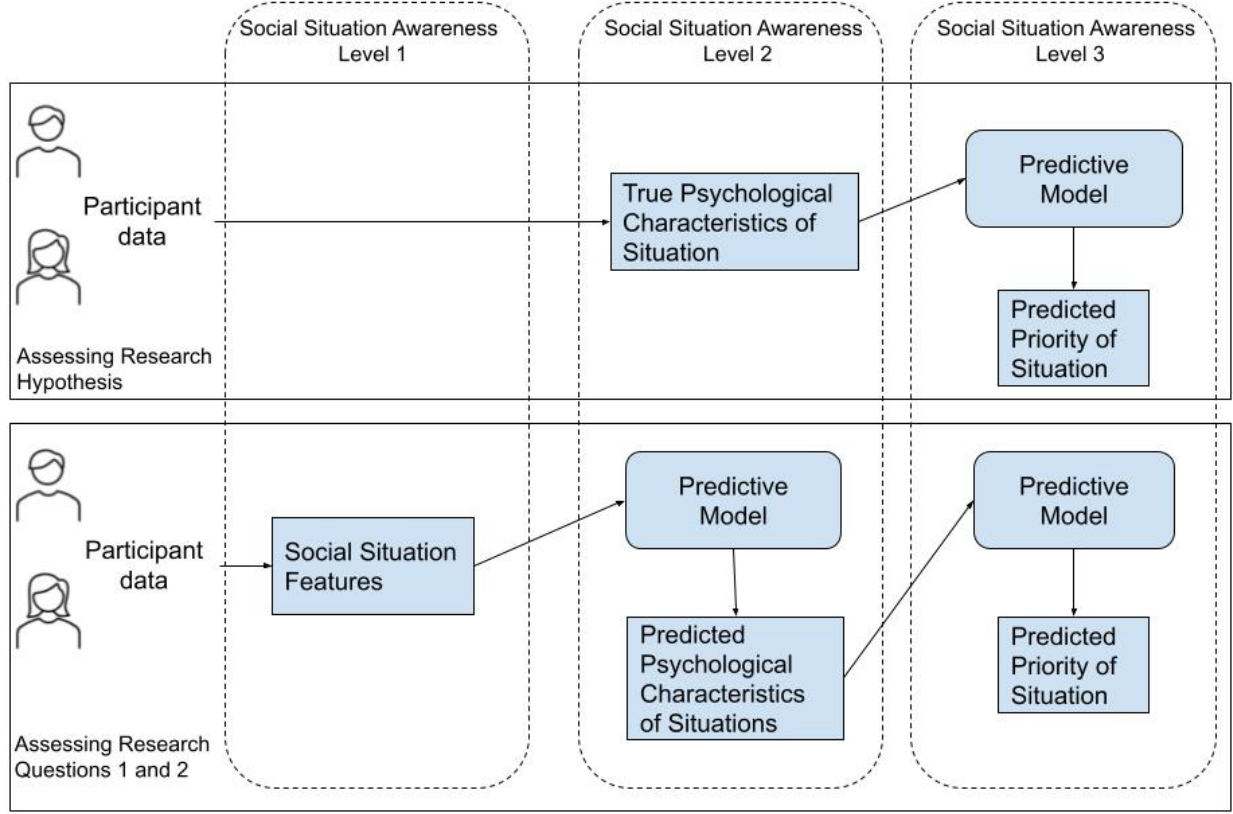 Social Situation Awareness
Level 1
Social Situation Awareness
Level 2
Social Situation Awareness
Level 3
Participant
data
True Psychological
Characteristics of
Situation
Predictive
Model
Predicted
Priority of
Situation
Assessing Research
Hypothesis
Participant
data
Social Situation
Features
Predictive
Model
Predicted
Psychological
Characteristics
of Situations
Predictive
Model
Predicted
Priority of
Situation
Assessing Research
Questions 1 and 2